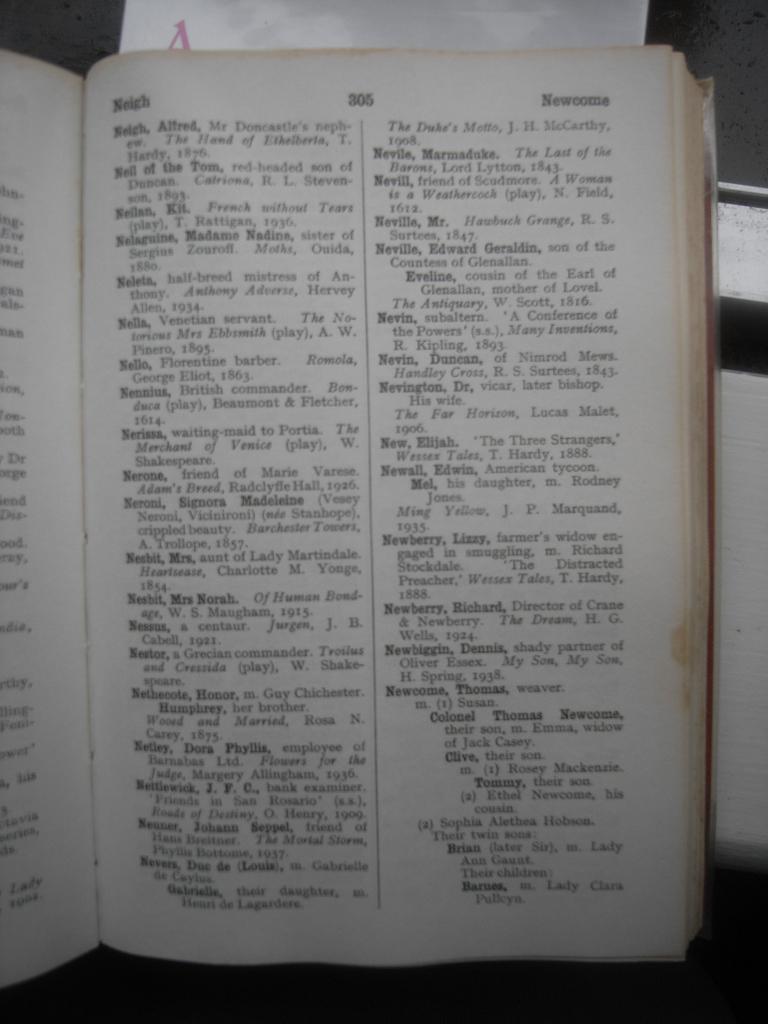 A
Neigh 305 Newcome
Neigh, Alfred, Mr Doncastle's neph-
ew. The Hand of Ethelberta, T.
Hardy, 1876.
Neil of the Tom, red-headed son of
Duncan. Catriona, R. L. Steven-
son, 1893.
Neilan, Kit. French without Tears
(play), T. Rattigan, 1936.
Nelaguine, Madame Nadine, sister of
Sergius Zouroff. Moths, Ouida,
1880.
Neleta, half-breed mistress of An-
thony. Anthony Adverse, Hervey
Allen, 1934.
Nella, Venetian servant. The No-
torious Mrs Ebbsmith (play), A. W.
Pinero, 1895.
Nello, Florentine barber. Romola,
George Eliot, 1863.
Nennius, British commander. Bon-
duca (play), Beaumont & Fletcher,
1614.
Nerissa, waiting-maid to Portia. The
Merchant of Venice (play), W.
Shakespeare.
Nerone, friend of Marie Varese.
Adam's Breed, Radclyffe Hall, 1926.
Neroni, Signora Madeleine (Vesey
Neroni, Vicinironi) (née Stanhope),
crippled beauty. Barchester Towers,
A. Trollope, 1857.
Nesbit, Mrs, aunt of Lady Martindale.
Heartsease, Charlotte M. Yonge,
1854.
Nesbit, Mrs Norah. Of Human Bond-
age, W. S. Maugham, 1915.
Nessus, a centaur. Jurgen, J. B.
Cabell, 1921.
Nestor, a Grecian commander. Troilus
and Cressida (play), W. Shake-
speare.
Nethecote, Honor, m. Guy Chichester.
Humphrey, her brother.
Wooed and Married, Rosa N.
Carey, 1875.
Netley, Dora Phyllis, employee of
Barnabas Ltd. Flowers for the
Judge, Margery Allingham, 1936.
Nettlewick, J. F. C., bank examiner.
'Friends in San Rosario' (s.s.),
Roads of Destiny, O. Henry, 1909.
Neuner, Johann Seppel, friend of
Hans Breitner. The Mortal Storm,
Phyllis Bottome, 1937.
Nevers, Duc de (Louis), m. Gabrielle
de Caylus.
Gabrielle, their daughter, m.
Henri de Lagardere.
The Duke's Motto, J. H. McCarthy,
1908.
Nevile, Marmaduke. The Last of the
Barons, Lord Lytton, 1843.
Nevill, friend of Scudmore. A Woman
is a Weathercock (play), N. Field,
1612.
Neville, Mr. Hawbuck Grange, R. S.
Surtees, 1847.
Neville, Edward Geraldin, son of the
Countess of Glenallan.
Eveline, cousin of the Earl of
Glenallan, mother of Lovel.
The Antiquary, W. Scott, 1816.
Nevin, subaltern. 'A Conference of
the Powers' (s.s.), Many Inventions,
R. Kipling, 1893.
Nevin, Duncan, of Nimrod Mews.
Handley Cross, R. S. Surtees, 1843.
Nevington, Dr, vicar, later bishop.
His wife.
The Far Horizon, Lucas Malet,
1906.
New, Elijah. 'The Three Strangers,'
Wessex Tales, T. Hardy, 1888.
Newall, Edwin, American tycoon.
Mel, his daughter, m. Rodney
Jones.
Ming Yellow, J. P. Marquand,
1935.
Newberry, Lizzy, farmer's widow en-
gaged in smuggling, m. Richard
Stockdale. 'The Distracted
Preacher,' Wessex Tales, T. Hardy,
1888.
Newberry, Richard, Director of Crane
& Newberry. The Dream, H. G.
Wells, 1924.
Newbiggin, Dennis, shady partner of
Oliver Essex. My Son, My Son,
H. Spring, 1938.
Newcome, Thomas, weaver.
m. (1) Susan.
Colonel Thomas Newcome,
their son, m. Emma, widow
of Jack Casey.
Clive, their son.
m. (1) Rosey Mackenzie.
Tommy, their son.
(2) Ethel Newcome, his
cousin.
(2) Sophia Alethea Hobson.
Their twin sons:
Brian (later Sir), m. Lady
Ann Gaunt.
Their children:
Barnes, m. Lady Clara
Pulleyn.